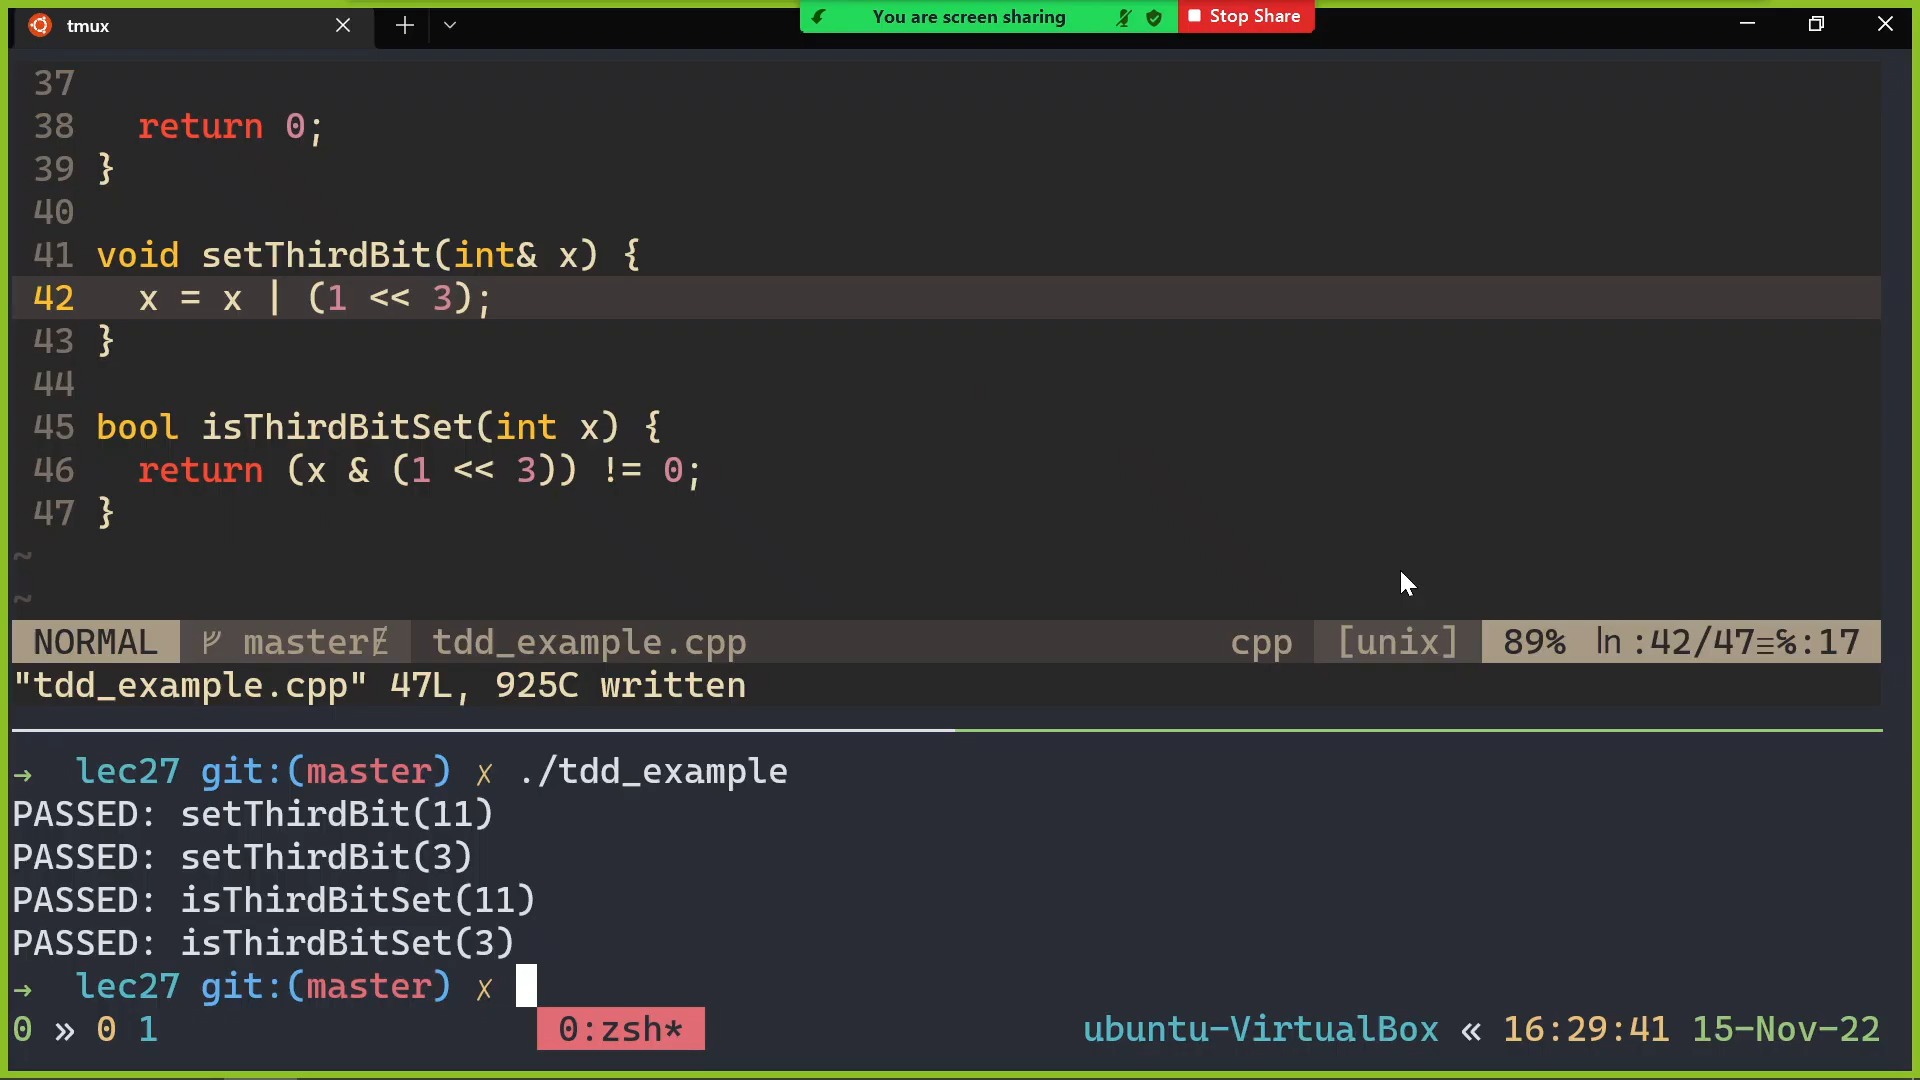 tmux
You are screen sharing
Stop Share
37
38 return 0;
39 }
40
41 void setThirdBit(int& x) {
42 x = x | (1 << 3);
43 }
44
45 bool isThirdBitSet(int x) {
46 return (x & (1 << 3)) != 0;
47 }
~
~
NORMAL master tdd_example.cpp cpp [unix] 89% ln :42/47≡℅:17
"tdd_example.cpp" 47L, 925C written
→ lec27 git:(master) ✗ ./tdd_example
PASSED: setThirdBit(11)
PASSED: setThirdBit(3)
PASSED: isThirdBitSet(11)
PASSED: isThirdBitSet(3)
→ lec27 git:(master) ✗
0 » 0 1 0:zsh* ubuntu-VirtualBox « 16:29:41 15-Nov-22